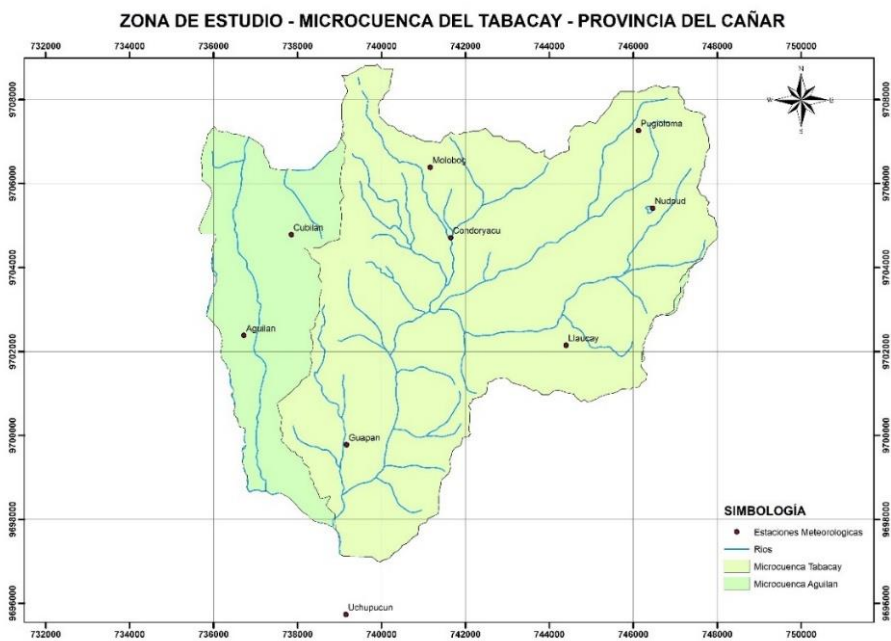 ZONA DE ESTUDIO - MICROCUENCA DEL TABACAY - PROVINCIA DEL CAÑAR
732000 734000 736000 738000 740000 742000 744000 746000 748000 750000
N
W E
S
9708000 9708000
Pugioloma
Molobog
9706000 9706000
Nudpud
Cubilan
Condoryacu
9704000 9704000
Aguilan
Llaucay
9702000 9702000
Guapan
9700000 9700000
SIMBOLOGÍA
Estaciones Meteorologicas
9698000 9698000
Rios
Microcuenca Tabacay
Microcuenca Aguilan
9696000 9696000
Uchupucun
732000 734000 736000 738000 740000 742000 744000 746000 748000 750000